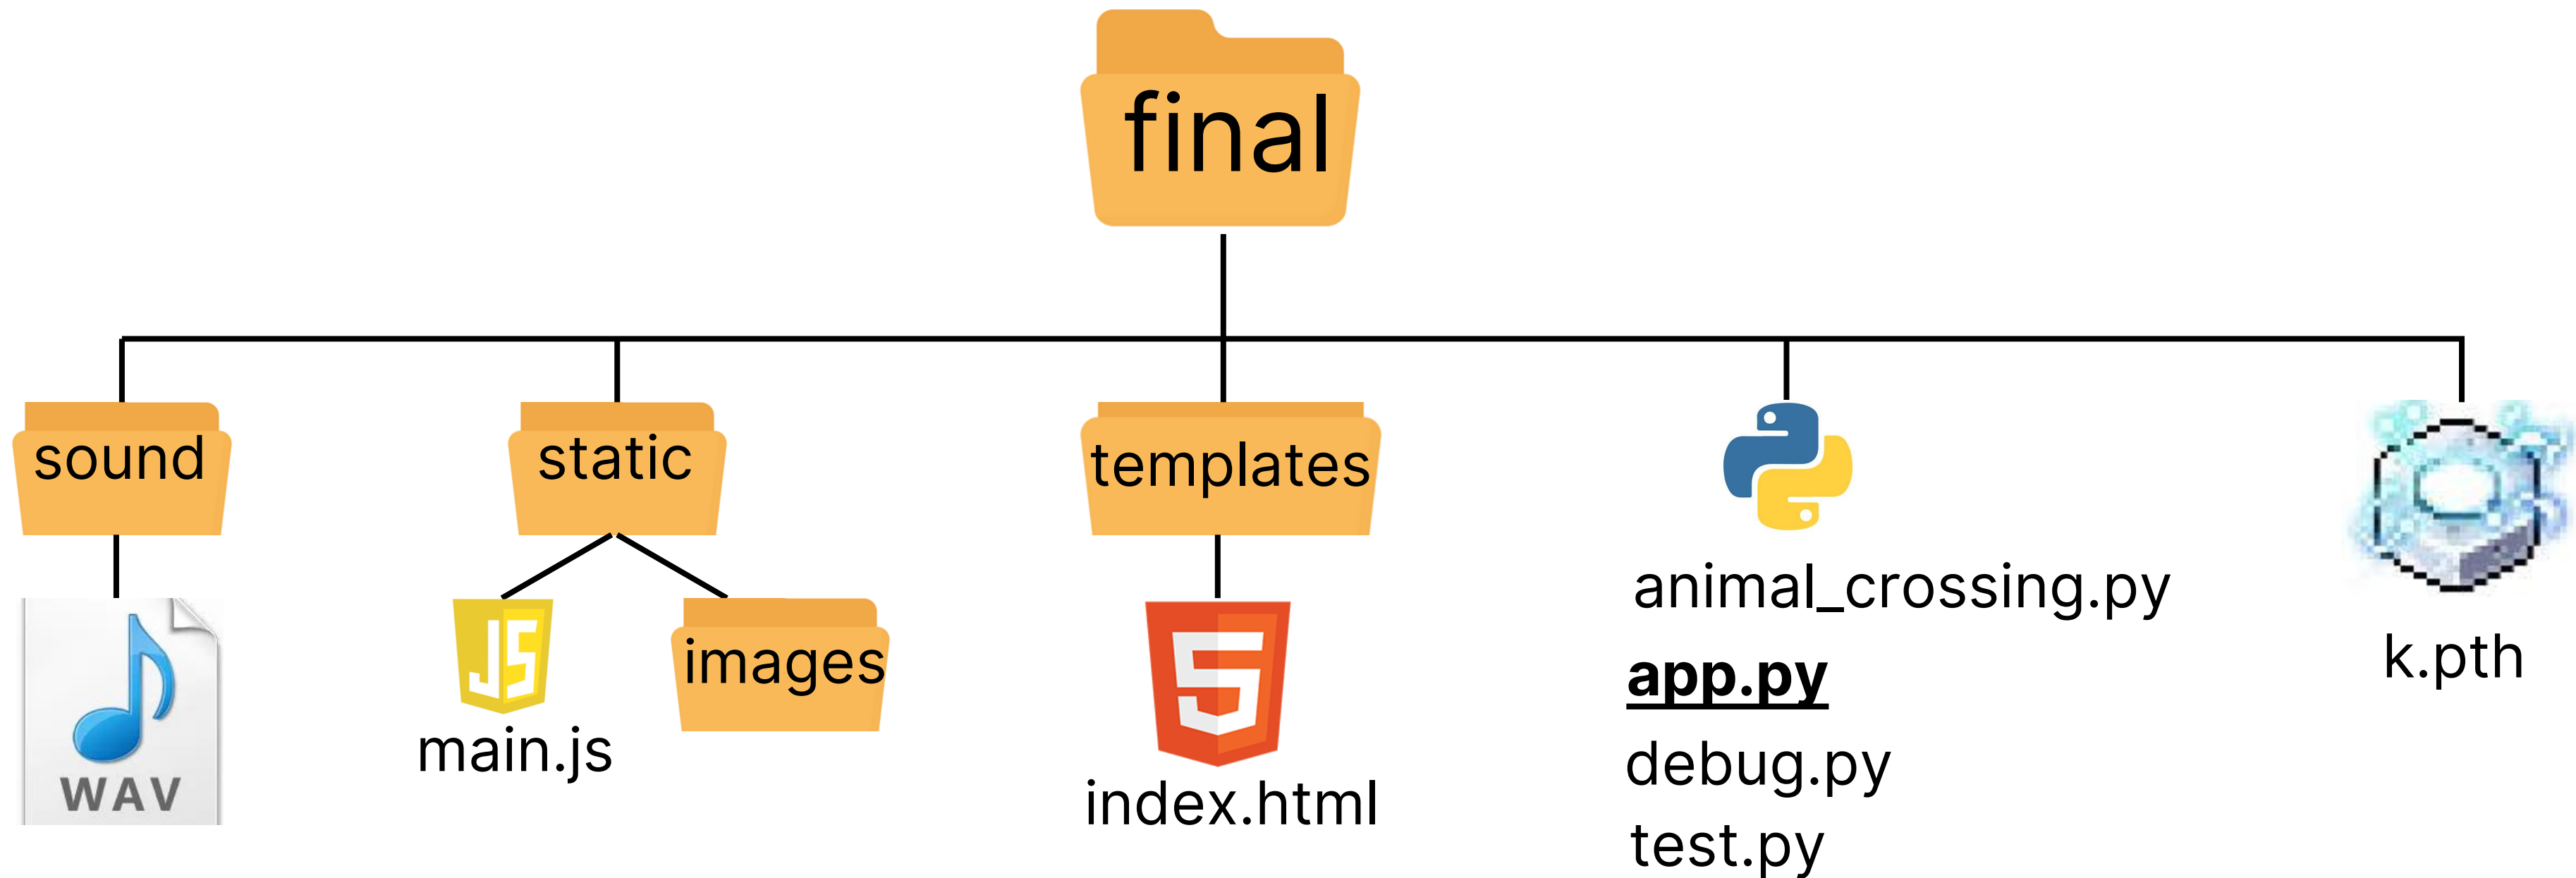 final
sound
static
templates
animal_crossing.py
app.py
debug.py
test.py
k.pth
WAV
JS
main.js
images
5
index.html